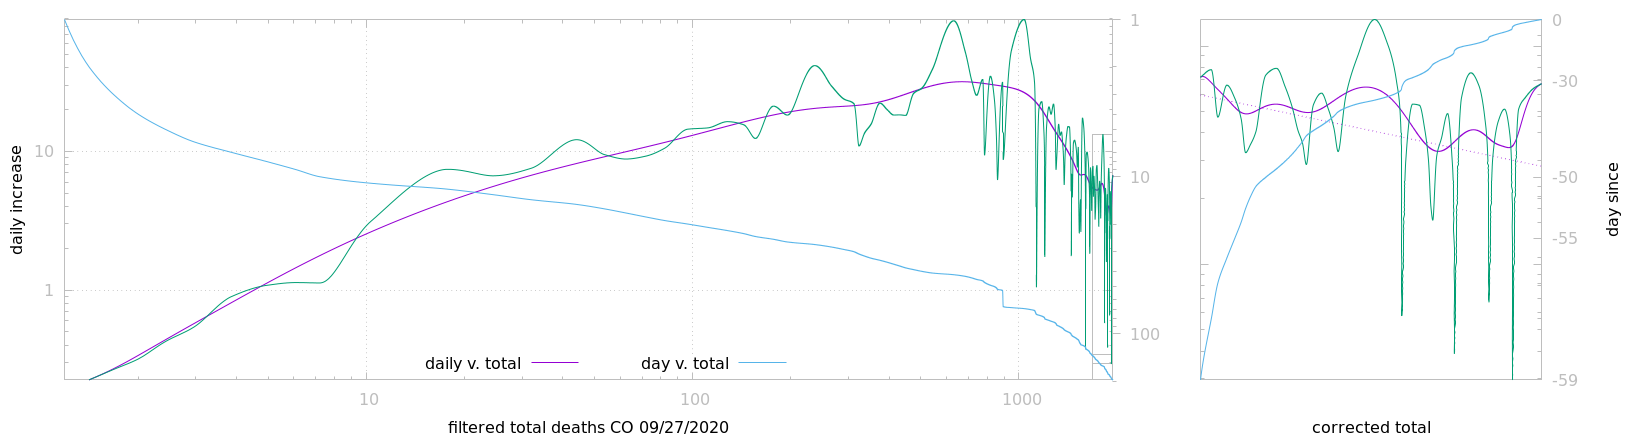 daily increase
10
1
daily v. total
day v. total
10
100
1000
filtered total deaths CO 09/27/2020
1
10
100
0
-30
-50
-55
-59
day since
corrected total